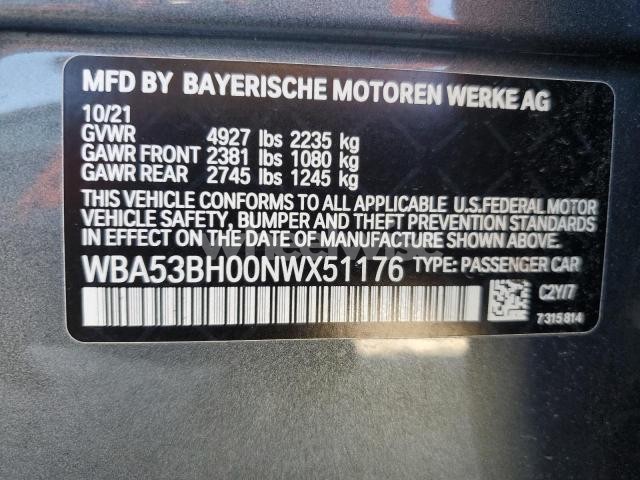 MFD BY BAYERISCHE MOTOREN WERKE AG
10/21
GVWR 4927 lbs 2235 kg
GAWR FRONT 2381 lbs 1080 kg
GAWR REAR 2745 lbs 1245 kg
THIS VEHICLE CONFORMS TO ALL APPLICABLE U.S.FEDERAL MOTOR
VEHICLE SAFETY, BUMPER AND THEFT PREVENTION STANDARDS
IN EFFECT ON THE DATE OF MANUFACTURE SHOWN ABOVE.
WBA53BH00NWX51176 TYPE: PASSENGER CAR
C2Y/7
7315814